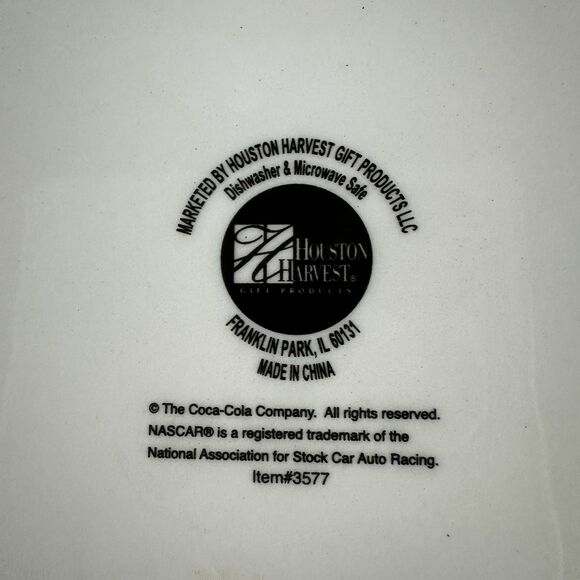 MARKETED BY HOUSTON HARVEST GIFT PRODUCTS LLC
Dishwasher & Microwave Safe
H
HOUSTON
HARVEST®
GIFT PRODUCTS
FRANKLIN PARK, IL 60131
MADE IN CHINA
© The Coca-Cola Company. All rights reserved.
NASCAR® is a registered trademark of the
National Association for Stock Car Auto Racing.
Item#3577